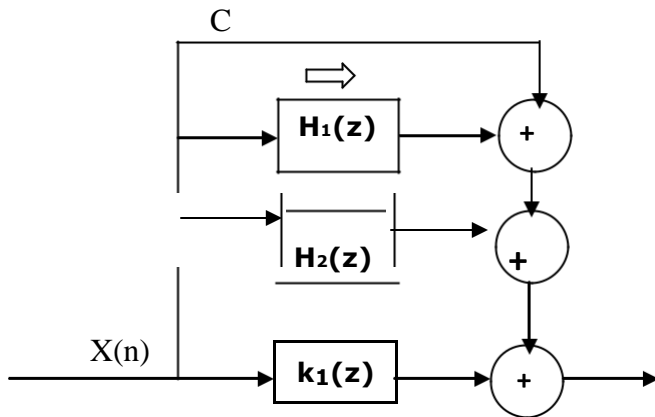 C
H₁(z)
+
H₂(z)
+
X(n)
k₁(z)
+